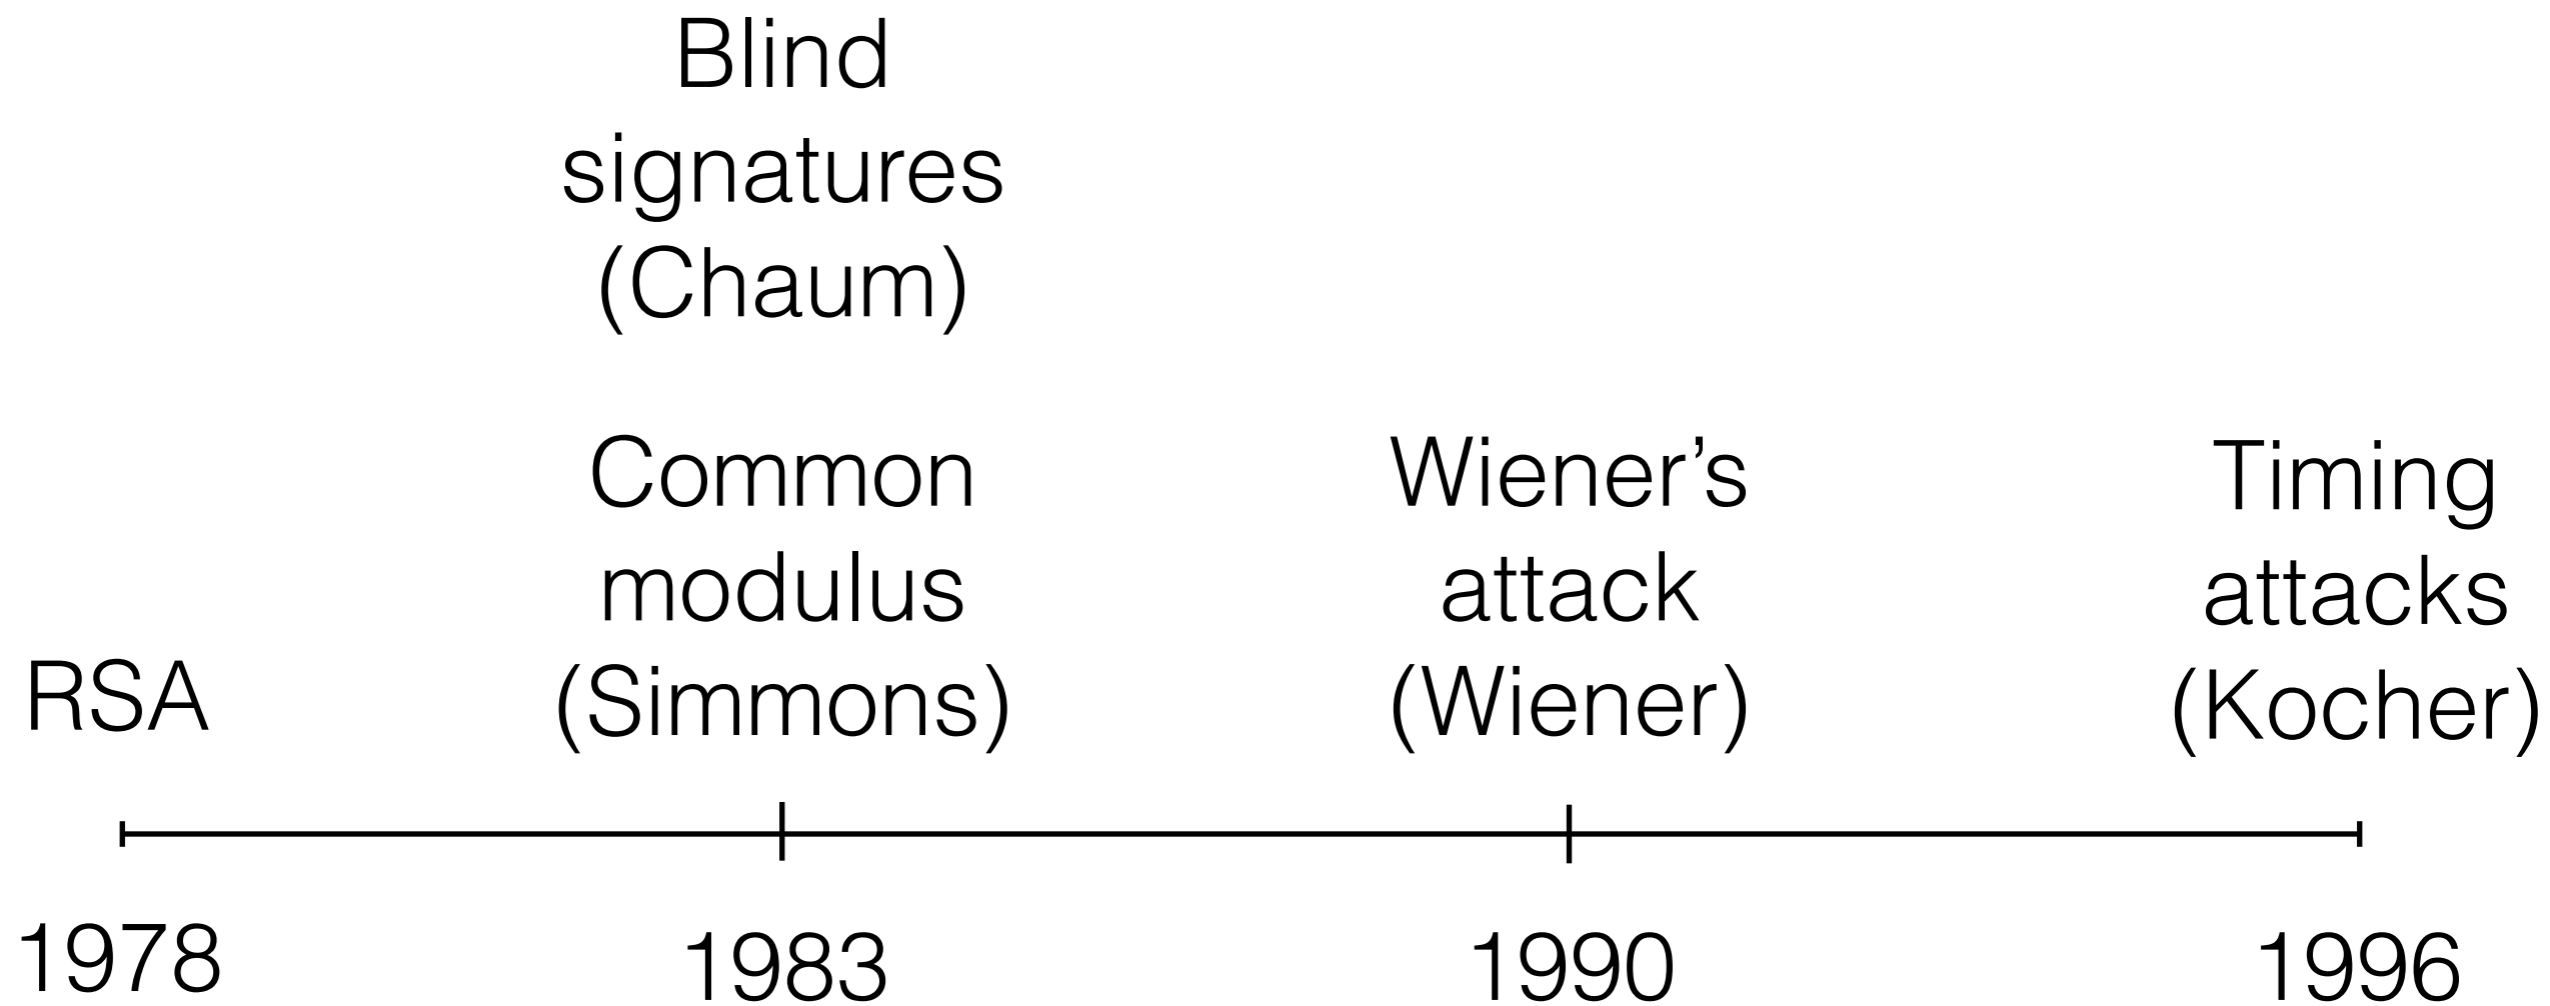 RSA
Blind
signatures
(Chaum)
Common
modulus
(Simmons)
Wiener’s
attack
(Wiener)
Timing
attacks
(Kocher)
1978
1983
1990
1996